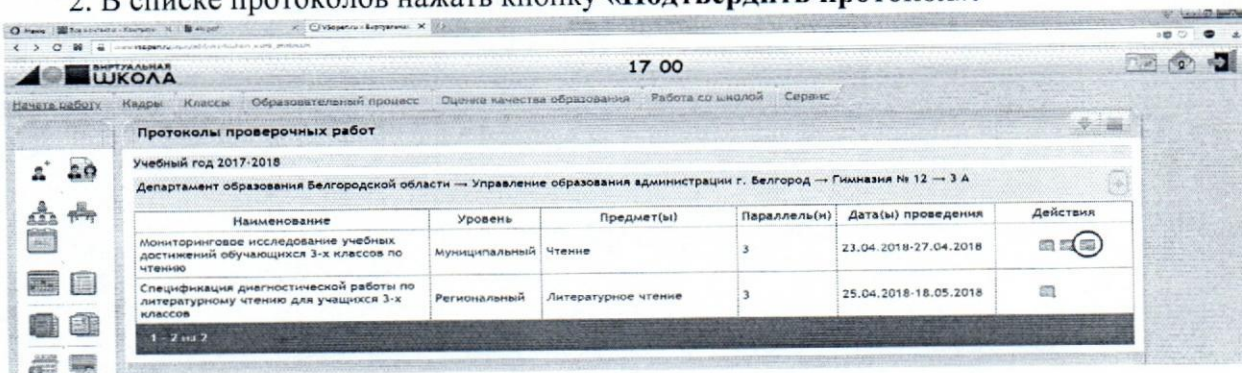 2. В списке протоколов нажать кнопку «Подтвердить протокол»
ВИРТУАЛЬНАЯ
ШКОЛА
17 00
Начать работу Кадры Классы Образовательный процесс Оценка качества образования Работа со школой Сервис
Протоколы проверочных работ
Учебный год 2017-2018
Департамент образования Белгородской области → Управление образования администрации г. Белгород → Гимназия № 12 → 3 А
Наименование Уровень Предмет(ы) Параллель(и) Дата(ы) проведения Действия
Мониторинговое исследование учебных
достижений обучающихся 3-х классов по
чтению
Муниципальный Чтение 3 23.04.2018-27.04.2018
Спецификация диагностической работы по
литературному чтению для учащихся 3-х
классов
Региональный Литературное чтение 3 25.04.2018-18.05.2018
1 - 2 из 2